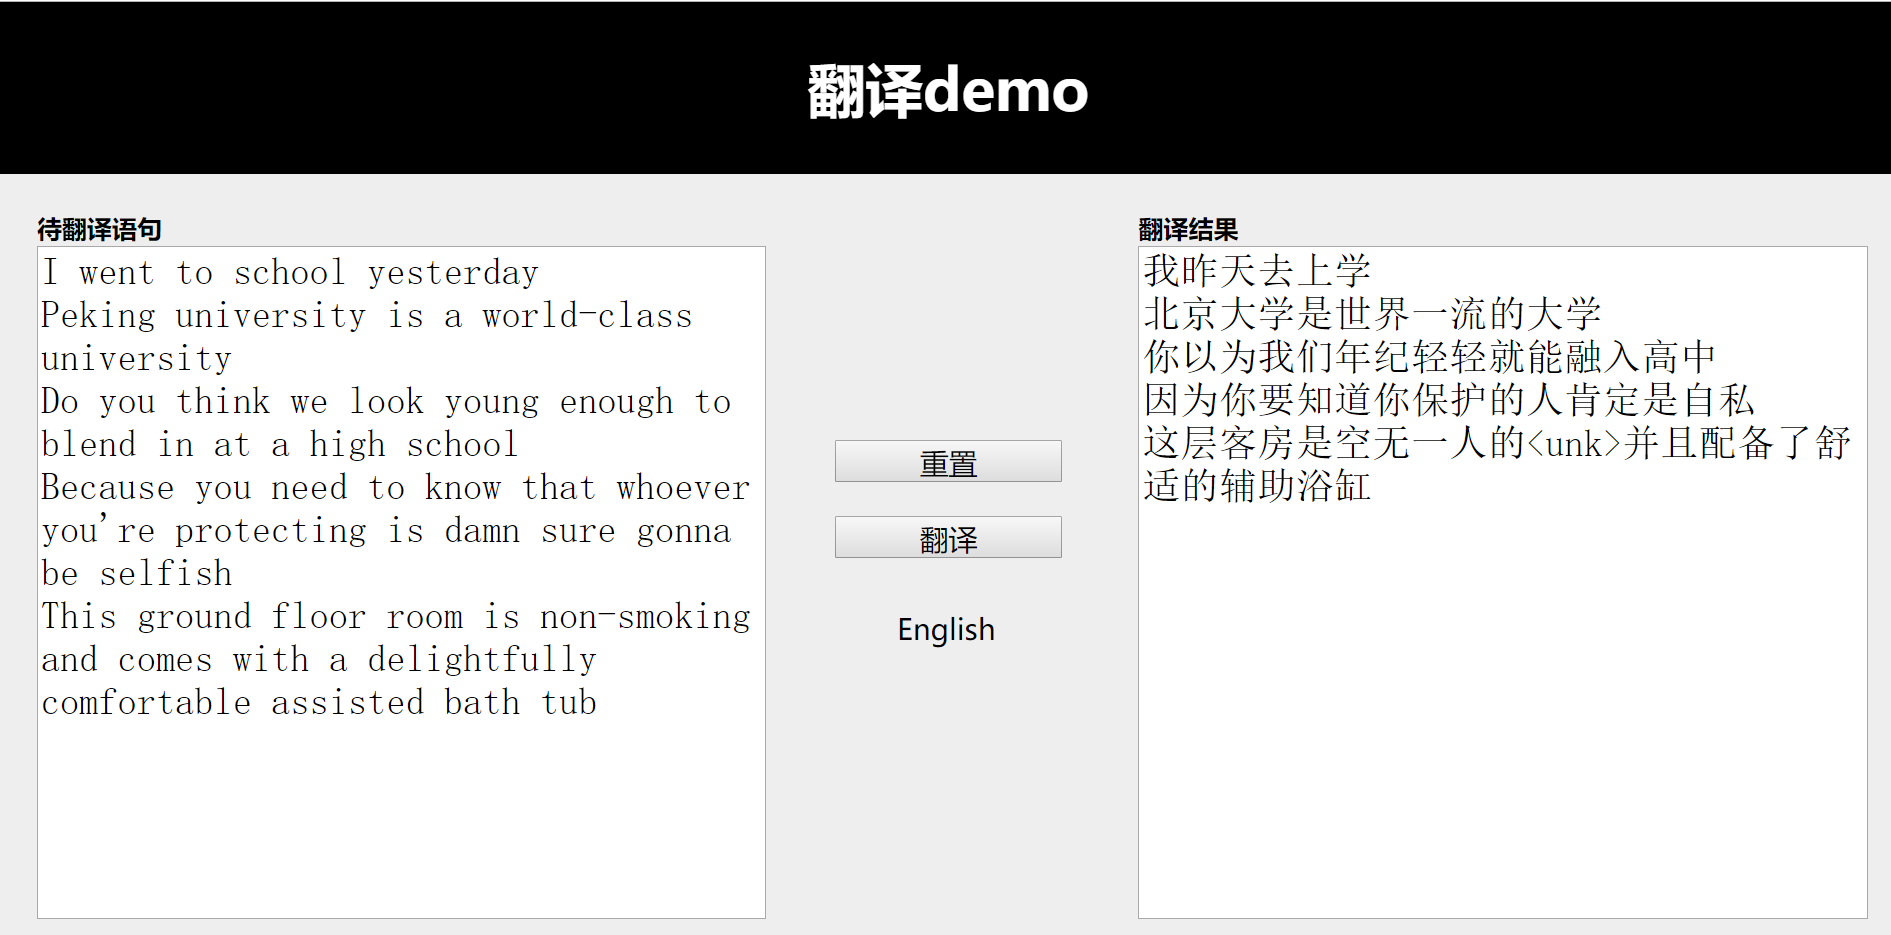 翻译demo
待翻译语句
I went to school yesterday
Peking university is a world-class
university
Do you think we look young enough to
blend in at a high school
Because you need to know that whoever
you're protecting is damn sure gonna
be selfish
This ground floor room is non-smoking
and comes with a delightfully
comfortable assisted bath tub
重置
翻译
English
翻译结果
我昨天去上学
北京大学是世界一流的大学
你以为我们年纪轻轻就能融入高中
因为你要知道你保护的人肯定是自私
这层客房是空无一人的<unk>并且配备了舒
适的辅助浴缸